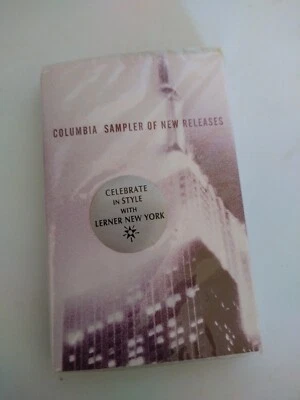 COLUMBIA SAMPLER OF NEW RELEASES
CELEBRATE
IN STYLE
WITH
LERNER NEW YORK